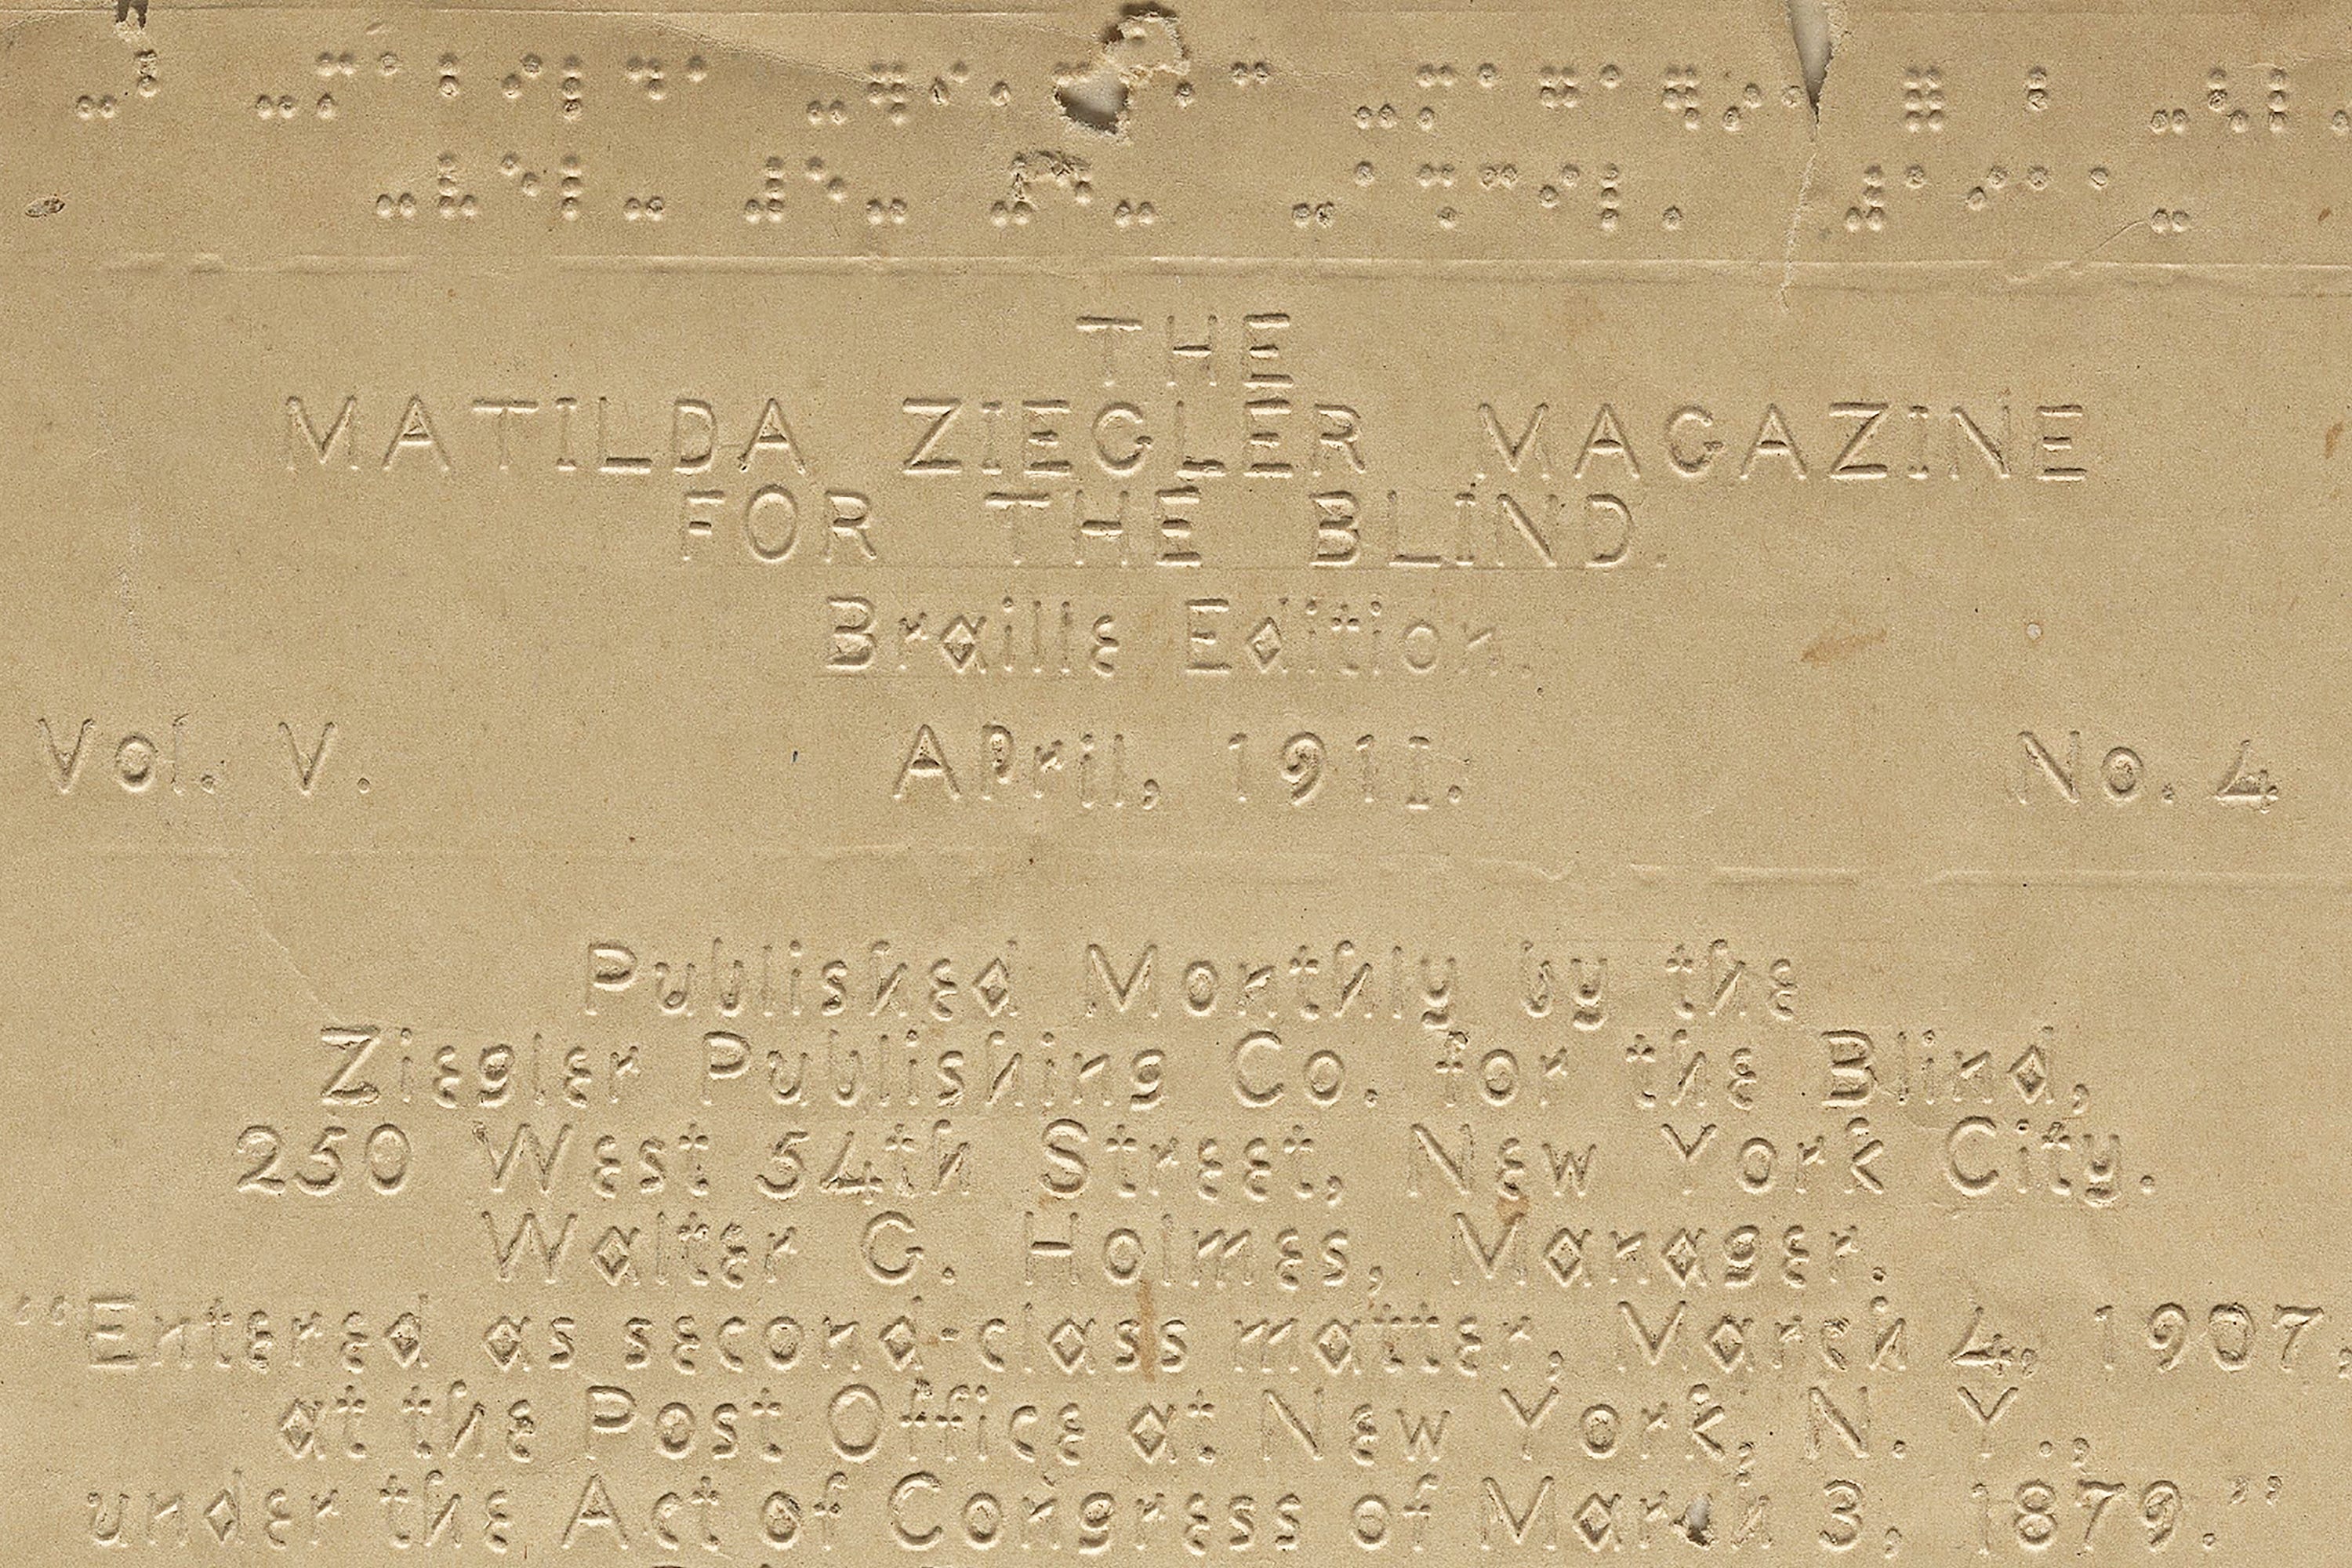 THE
MATILDA ZIEGLER MAGAZINE
FOR THE BLIND.
Braille Edition.
Vol. V. April, 1911. No. 4
Published Monthly by the
Ziegler Publishing Co. for the Blind,
250 West 54th Street, New York City.
Walter G. Holmes, Manager.
“Entered as second-class matter, March 4, 1907,
at the Post Office at New York, N. Y.,
under the Act of Congress of March 3, 1879.”